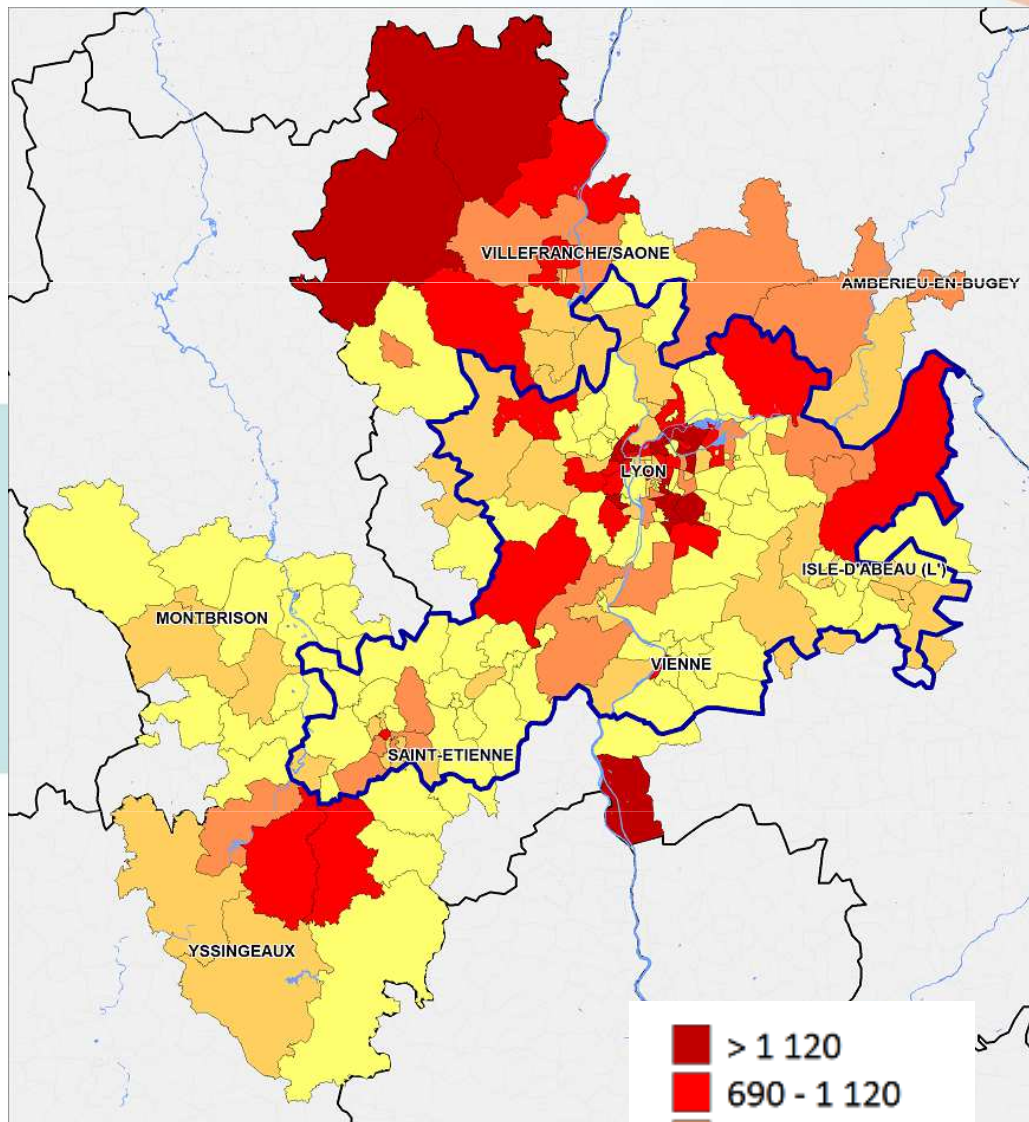 VILLEFRANCHE/SAONE
AMBERIEU-EN-BUGEY
LYON
ISLE-D'ABEAU (L')
MONTBRISON
VIENNE
SAINT-ETIENNE
YSSINGEAUX
> 1 120
690 - 1 120